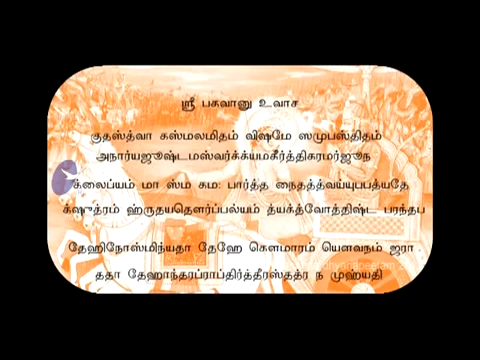 ஸ்ரீ பகவானு உவாச
குதஸ்த்வா கஸ்மலமிதம் விஷமே ஸமுபஸ்திதம்
அநார்யஜுஷ்டமஸ்வர்க்யமகீர்த்திகரமர்ஜுந
க்லைப்யம் மா ஸ்ம கம: பார்த்த நைதத்த்வய்யுபபத்யதே
க்ஷுத்ரம் ஹ்ருதயதௌர்ப்பல்யம் த்யக்த்வோத்திஷ்ட பரந்தப
தேஹிநோஸ்மிந்யதா தேஹே கௌமாரம் யௌவநம் ஜரா
ததா தேஹாந்தரப்ராப்திர்த்தீரஸ்தத்ர ந முஹ்யதி